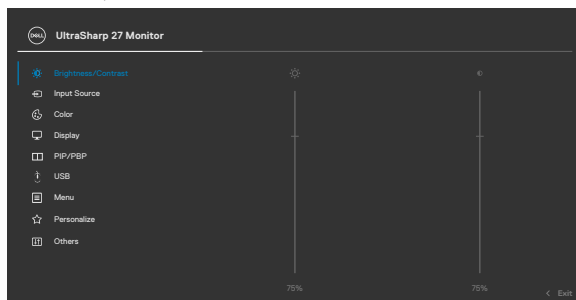 DELL UltraSharp 27 Monitor
Brightness/Contrast
Input Source
Color
Display
PIP/PBP
USB
Menu
Personalize
Others
75% 75%
< Exit